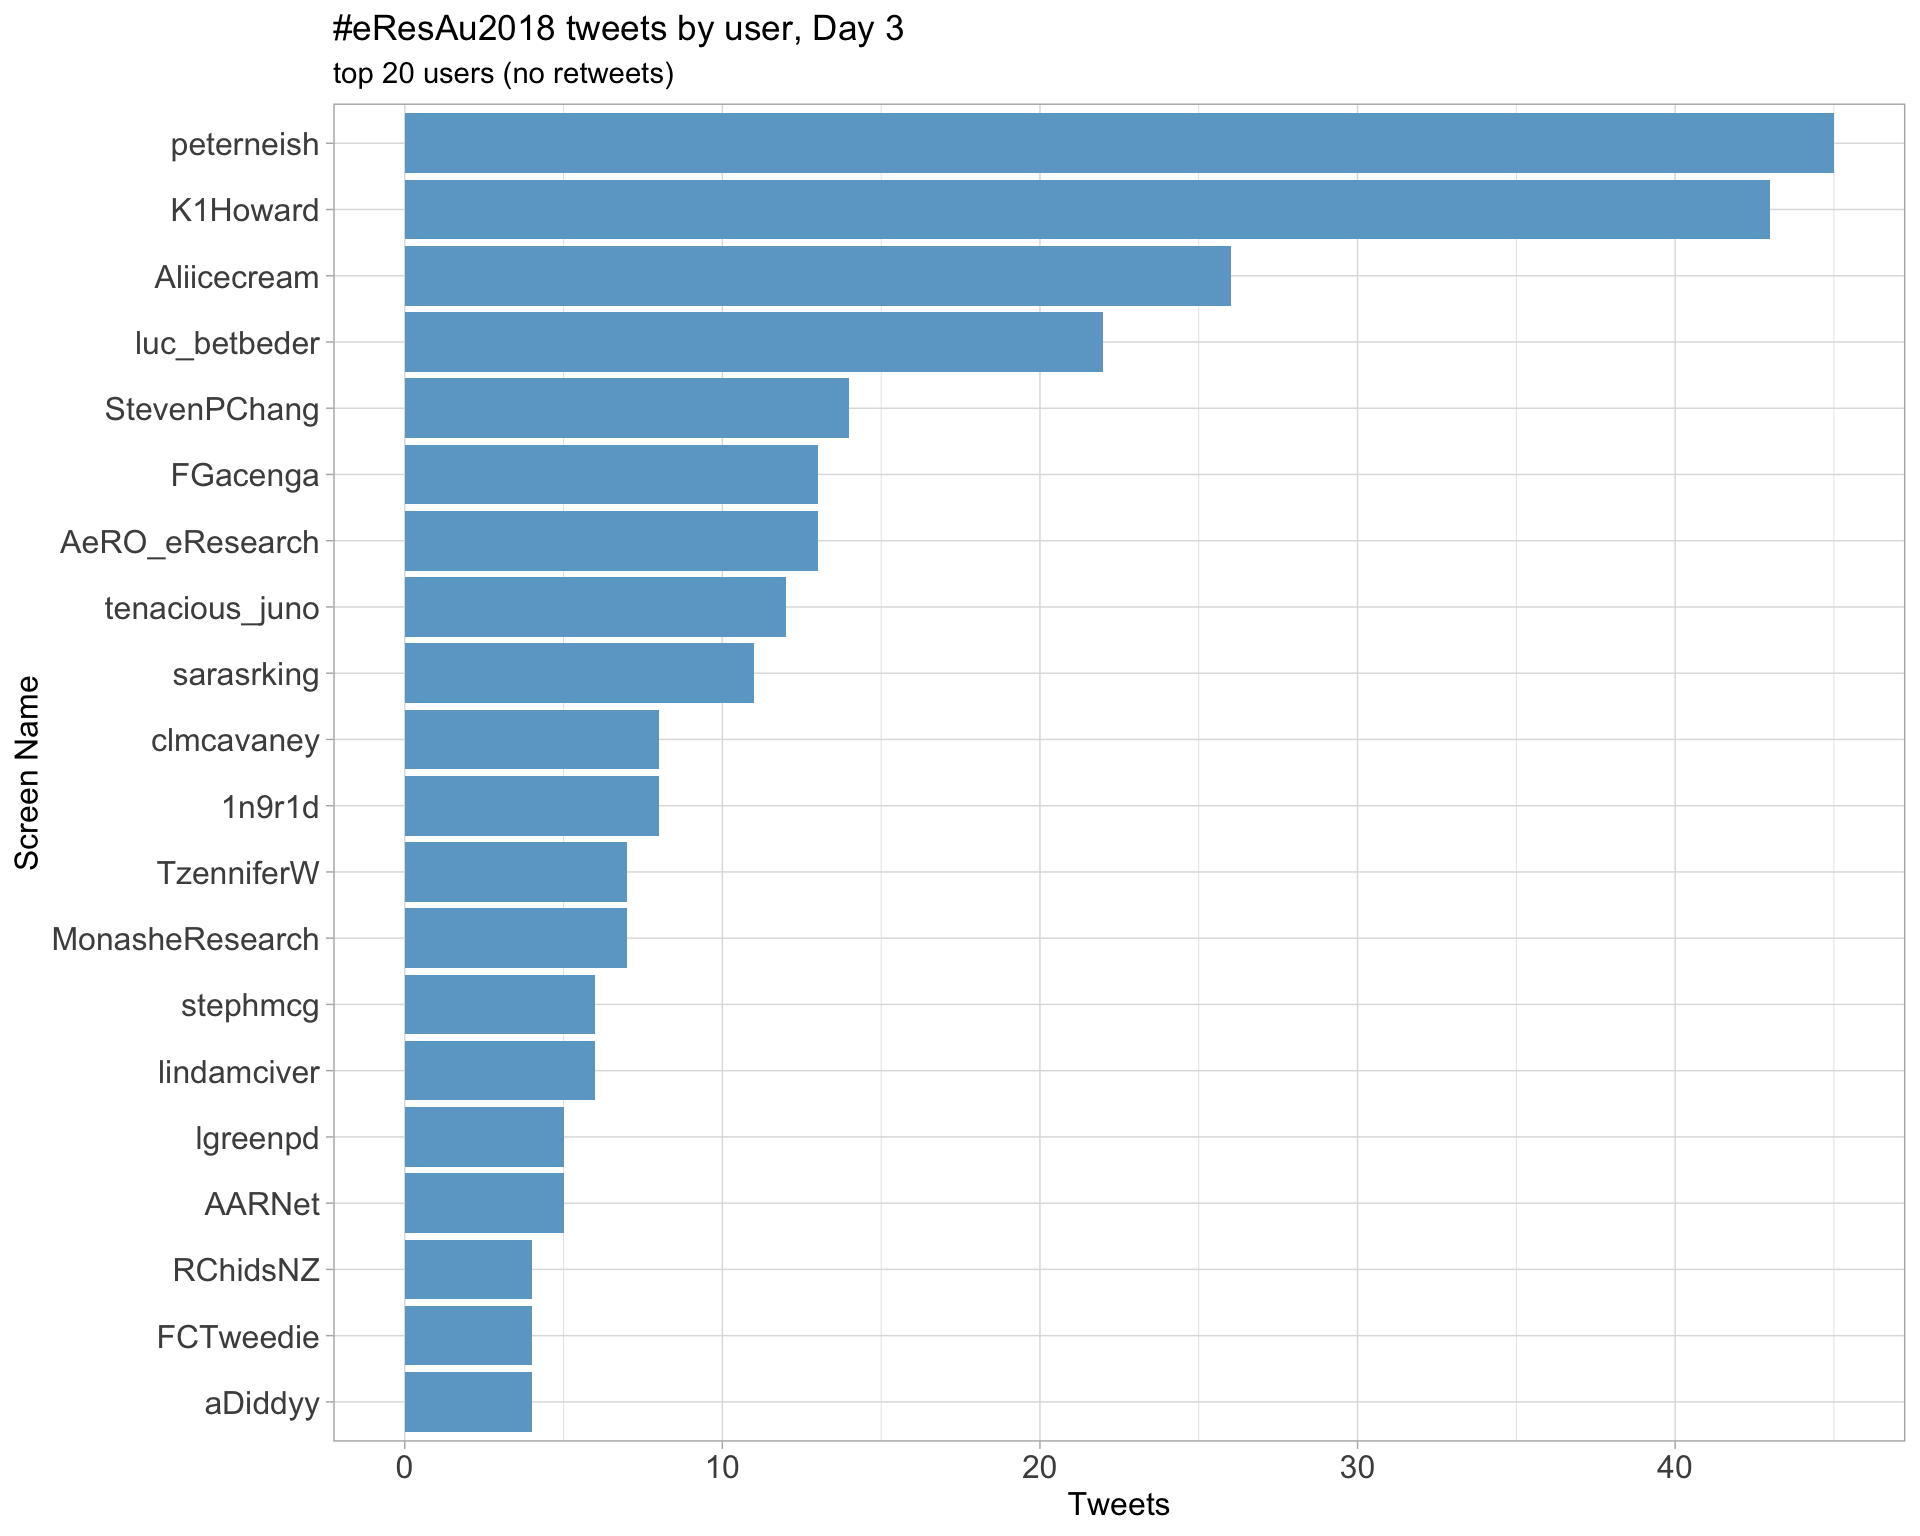 #eResAu2018 tweets by user, Day 3
top 20 users (no retweets)
Screen Name
peterneish
K1Howard
Aliicecream
luc_betbeder
StevenPChang
FGacenga
AeRO_eResearch
tenacious_juno
sarasrking
clmcavaney
1n9r1d
TzenniferW
MonasheResearch
stephmcg
lindamciver
lgreenpd
AARNet
RChidsNZ
FCTweedie
aDiddyy
0 10 20 30 40
Tweets